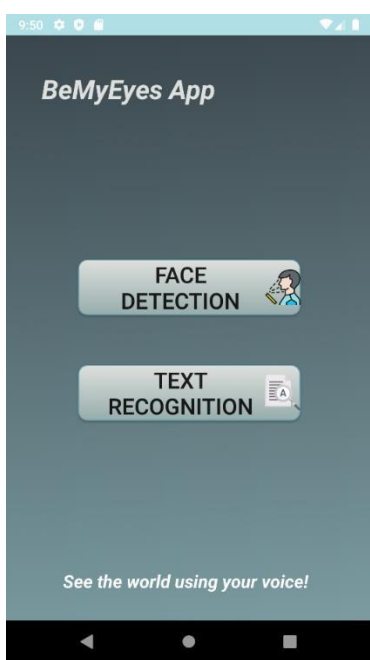 9:50
BeMyEyes App
FACE
DETECTION
TEXT
RECOGNITION
A
See the world using your voice!